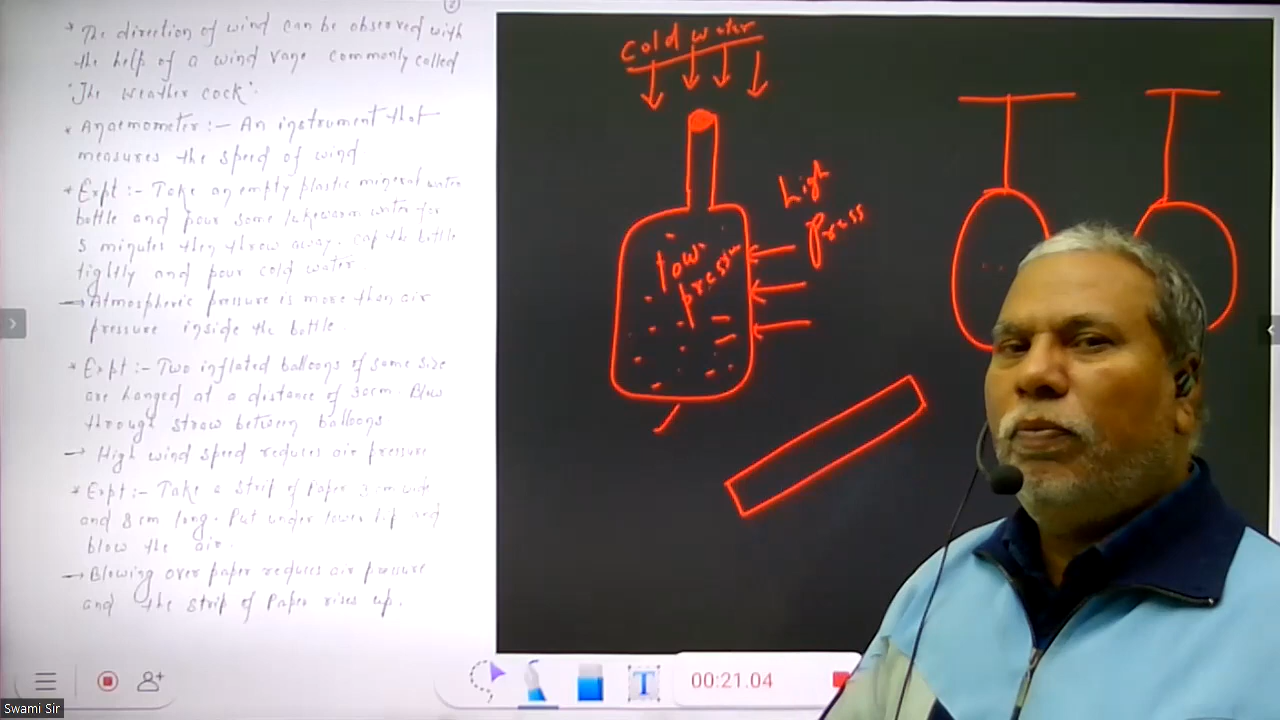 2
* The direction of wind can be observed with
the help of a wind vane commonly called
"The weather cock".
* Anaemometer :- An instrument that
measures the speed of wind
* Expt :- Take an empty plastic mineral water
bottle and pour some lukewarm water for
5 minutes then throw away. cap the bottle
tightly and pour cold water
→ Atmospheric pressure is more than air
pressure inside the bottle.
* Expt :- Two inflated balloons of same size
are hanged at a distance of 30cm. Blow
through straw between balloons
→ High wind speed reduces air pressure
* Expt :- Take a strip of Paper 3cm wide
and 8cm long. Put under lower lip and
blow the air.
→ Blowing over paper reduces air pressure
and the strip of Paper rises up.
cold water
High
Press
low
pressure
T
00:21.04
Swami Sir